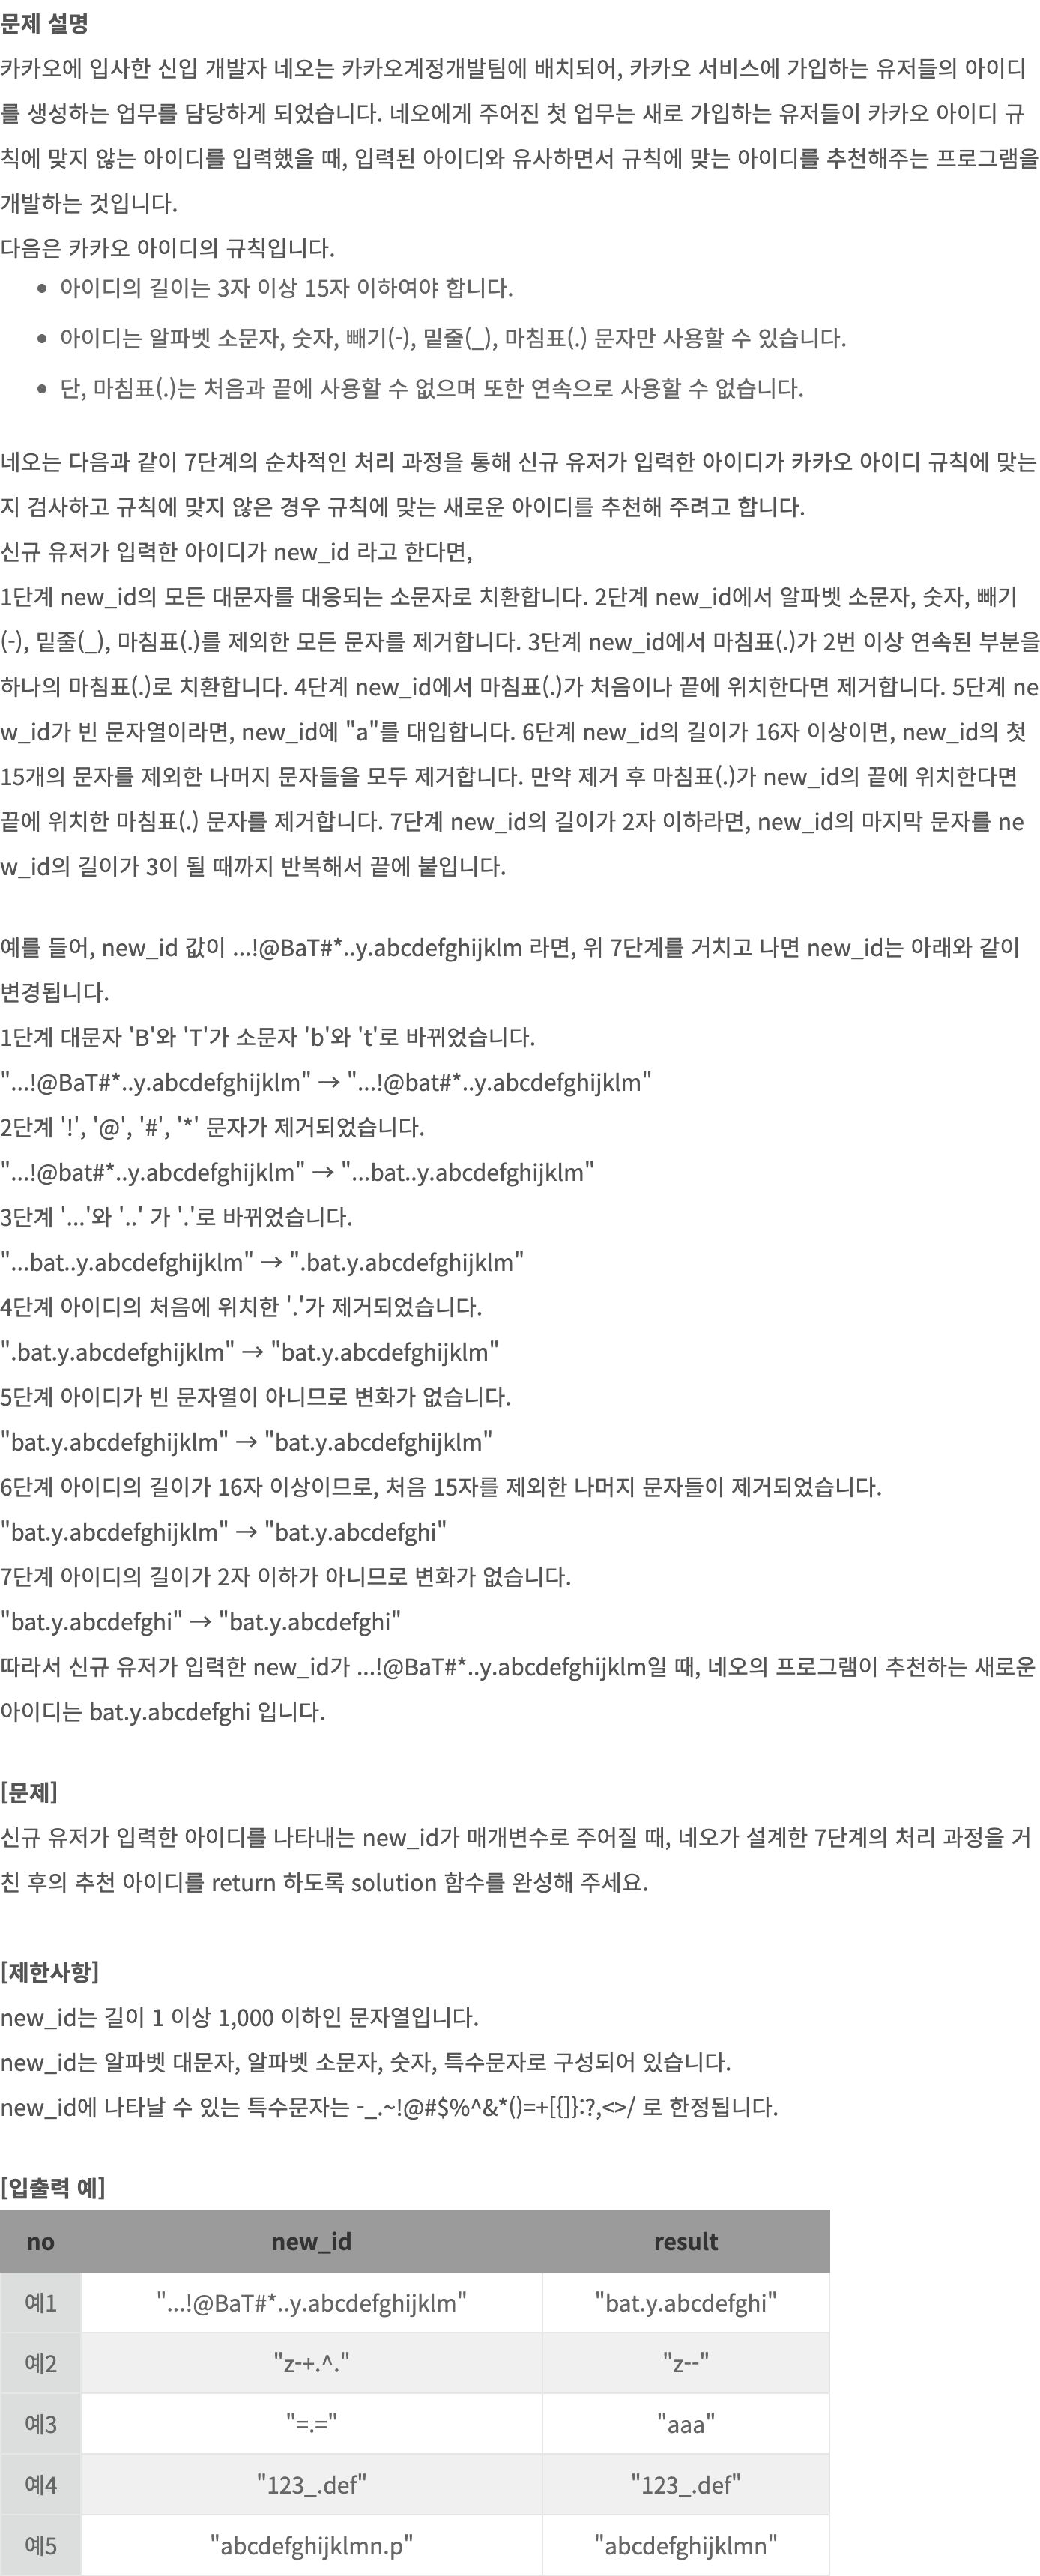 문제 설명
카카오에 입사한 신입 개발자 네오는 카카오계정개발팀에 배치되어, 카카오 서비스에 가입하는 유저들의 아이디
를 생성하는 업무를 담당하게 되었습니다. 네오에게 주어진 첫 업무는 새로 가입하는 유저들이 카카오 아이디 규
칙에 맞지 않는 아이디를 입력했을 때, 입력된 아이디와 유사하면서 규칙에 맞는 아이디를 추천해주는 프로그램을
개발하는 것입니다.
다음은 카카오 아이디의 규칙입니다.
• 아이디의 길이는 3자 이상 15자 이하여야 합니다.
• 아이디는 알파벳 소문자, 숫자, 빼기(-), 밑줄(_), 마침표(.) 문자만 사용할 수 있습니다.
• 단, 마침표(.)는 처음과 끝에 사용할 수 없으며 또한 연속으로 사용할 수 없습니다.
네오는 다음과 같이 7단계의 순차적인 처리 과정을 통해 신규 유저가 입력한 아이디가 카카오 아이디 규칙에 맞는
지 검사하고 규칙에 맞지 않은 경우 규칙에 맞는 새로운 아이디를 추천해 주려고 합니다.
신규 유저가 입력한 아이디가 new_id 라고 한다면,
1단계 new_id의 모든 대문자를 대응되는 소문자로 치환합니다. 2단계 new_id에서 알파벳 소문자, 숫자, 빼기
(-), 밑줄(_), 마침표(.)를 제외한 모든 문자를 제거합니다. 3단계 new_id에서 마침표(.)가 2번 이상 연속된 부분을
하나의 마침표(.)로 치환합니다. 4단계 new_id에서 마침표(.)가 처음이나 끝에 위치한다면 제거합니다. 5단계 ne
w_id가 빈 문자열이라면, new_id에 "a"를 대입합니다. 6단계 new_id의 길이가 16자 이상이면, new_id의 첫
15개의 문자를 제외한 나머지 문자들을 모두 제거합니다. 만약 제거 후 마침표(.)가 new_id의 끝에 위치한다면
끝에 위치한 마침표(.) 문자를 제거합니다. 7단계 new_id의 길이가 2자 이하라면, new_id의 마지막 문자를 ne
w_id의 길이가 3이 될 때까지 반복해서 끝에 붙입니다.
예를 들어, new_id 값이 ...!@BaT#*..y.abcdefghijklm 라면, 위 7단계를 거치고 나면 new_id는 아래와 같이
변경됩니다.
1단계 대문자 'B'와 'T'가 소문자 'b'와 't'로 바뀌었습니다.
"...!@BaT#*..y.abcdefghijklm" → "...!@bat#*..y.abcdefghijklm"
2단계 '!', '@', '#', '*' 문자가 제거되었습니다.
"...!@bat#*..y.abcdefghijklm" → "...bat..y.abcdefghijklm"
3단계 '...'와 '..' 가 '.'로 바뀌었습니다.
"...bat..y.abcdefghijklm" → ".bat.y.abcdefghijklm"
4단계 아이디의 처음에 위치한 '.'가 제거되었습니다.
".bat.y.abcdefghijklm" → "bat.y.abcdefghijklm"
5단계 아이디가 빈 문자열이 아니므로 변화가 없습니다.
"bat.y.abcdefghijklm" → "bat.y.abcdefghijklm"
6단계 아이디의 길이가 16자 이상이므로, 처음 15자를 제외한 나머지 문자들이 제거되었습니다.
"bat.y.abcdefghijklm" → "bat.y.abcdefghi"
7단계 아이디의 길이가 2자 이하가 아니므로 변화가 없습니다.
"bat.y.abcdefghi" → "bat.y.abcdefghi"
따라서 신규 유저가 입력한 new_id가 ...!@BaT#*..y.abcdefghijklm일 때, 네오의 프로그램이 추천하는 새로운
아이디는 bat.y.abcdefghi 입니다.
[문제]
신규 유저가 입력한 아이디를 나타내는 new_id가 매개변수로 주어질 때, 네오가 설계한 7단계의 처리 과정을 거
친 후의 추천 아이디를 return 하도록 solution 함수를 완성해 주세요.
[제한사항]
new_id는 길이 1 이상 1,000 이하인 문자열입니다.
new_id는 알파벳 대문자, 알파벳 소문자, 숫자, 특수문자로 구성되어 있습니다.
new_id에 나타날 수 있는 특수문자는 -_.~!@#$%^&*()=+[{]}:?,<>/ 로 한정됩니다.
[입출력 예]
no new_id result
예1 "...!@BaT#*..y.abcdefghijklm" "bat.y.abcdefghi"
예2 "z-+.^." "z--"
예3 "=.=" "aaa"
예4 "123_.def" "123_.def"
예5 "abcdefghijklmn.p" "abcdefghijklmn"